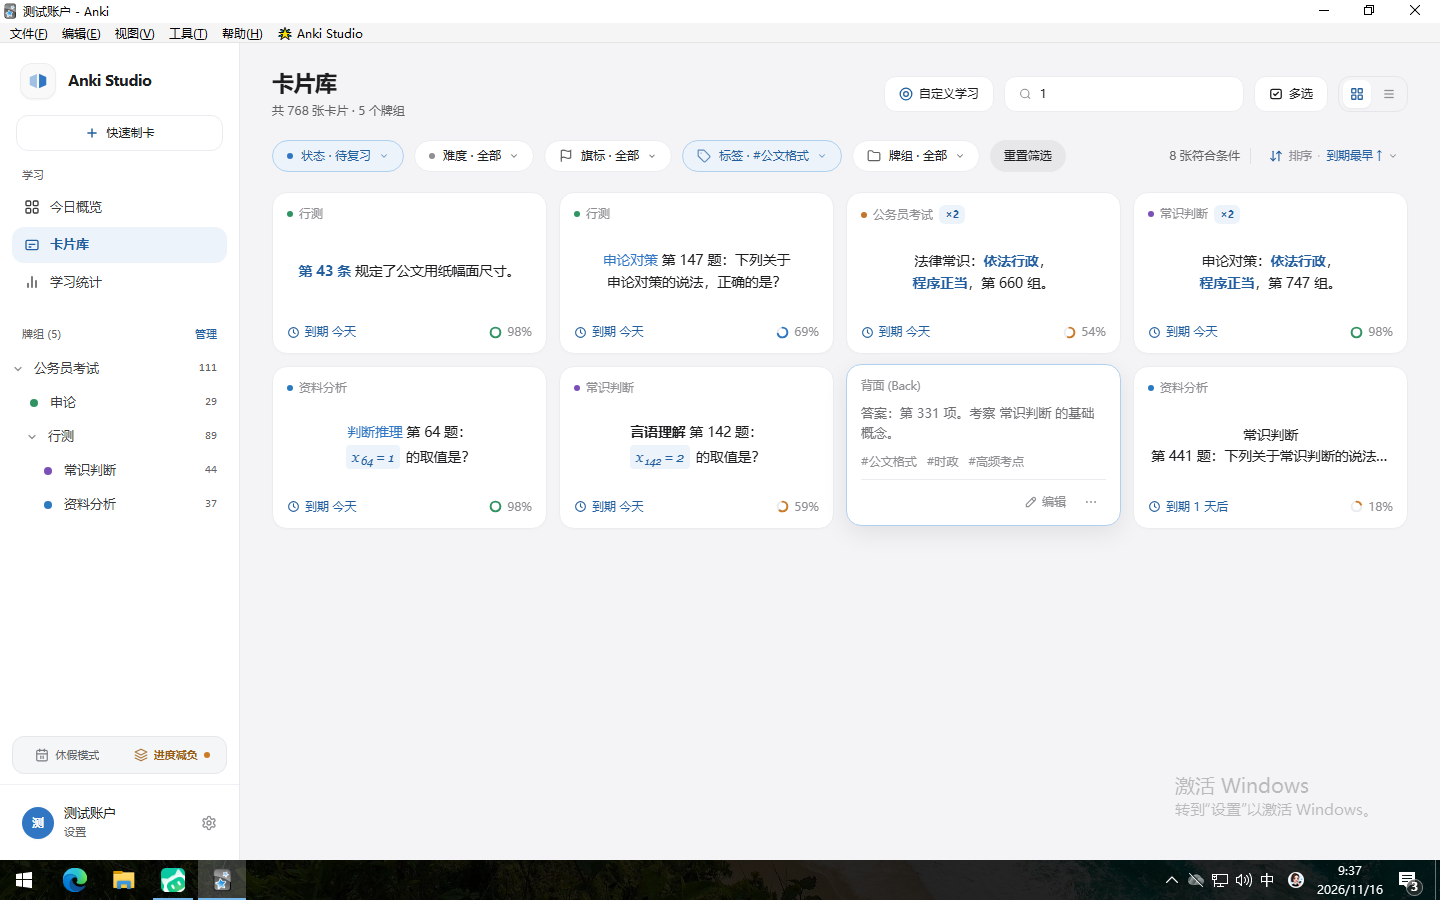 测试账户 - Anki
文件(F) 编辑(E) 视图(V) 工具(T) 帮助(H) Anki Studio
Anki Studio
快速制卡
学习
今日概览
卡片库
学习统计
牌组 (5) 管理
公务员考试 111
申论 29
行测 89
常识判断 44
资料分析 37
休假模式 进度减负
测
测试账户
设置
卡片库
共 768 张卡片 · 5 个牌组
自定义学习
1
多选
状态 · 待复习 难度 · 全部 旗标 · 全部 标签 · #公文格式 牌组 · 全部 重置筛选
8 张符合条件 排序 · 到期最早↑
行测
第 43 条 规定了公文用纸幅面尺寸。
到期 今天 98%
行测
申论对策 第 147 题：下列关于
申论对策的说法，正确的是？
到期 今天 69%
公务员考试 ×2
法律常识：依法行政，
程序正当，第 660 组。
到期 今天 54%
常识判断 ×2
申论对策：依法行政，
程序正当，第 747 组。
到期 今天 98%
资料分析
判断推理 第 64 题：
x64 = 1 的取值是？
到期 今天 98%
常识判断
言语理解 第 142 题：
x142 = 2 的取值是？
到期 今天 59%
背面 (Back)
答案：第 331 项。考察 常识判断 的基础
概念。
#公文格式 #时政 #高频考点
编辑 ···
资料分析
常识判断
第 441 题：下列关于常识判断的说法...
到期 1 天后 18%
激活 Windows
转到“设置”以激活 Windows。
中
9:37
2026/11/16
3